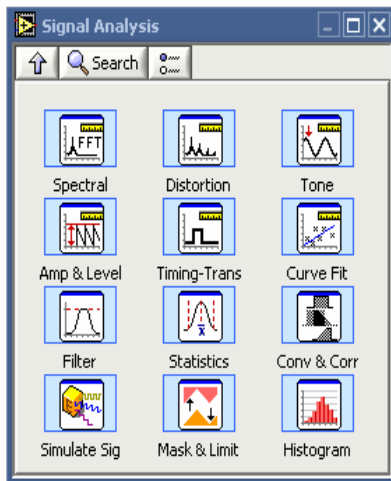 Signal Analysis
Search
FFT
Spectral Distortion Tone
Amp & Level Timing-Trans Curve Fit
x̄
Filter Statistics Conv & Corr
Simulate Sig Mask & Limit Histogram